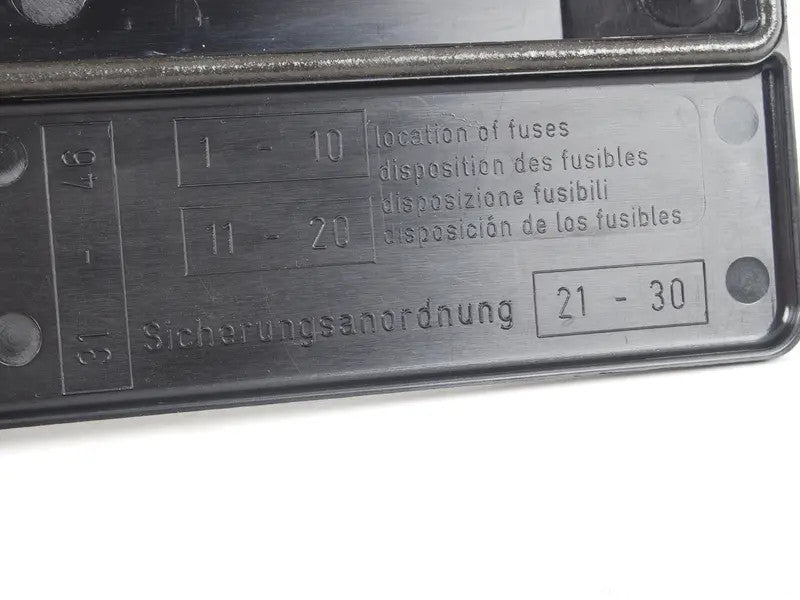 31 - 46
1 - 10
11 - 20
location of fuses
disposition des fusibles
disposizione fusibili
disposición de los fusibles
Sicherungsanordnung
21 - 30